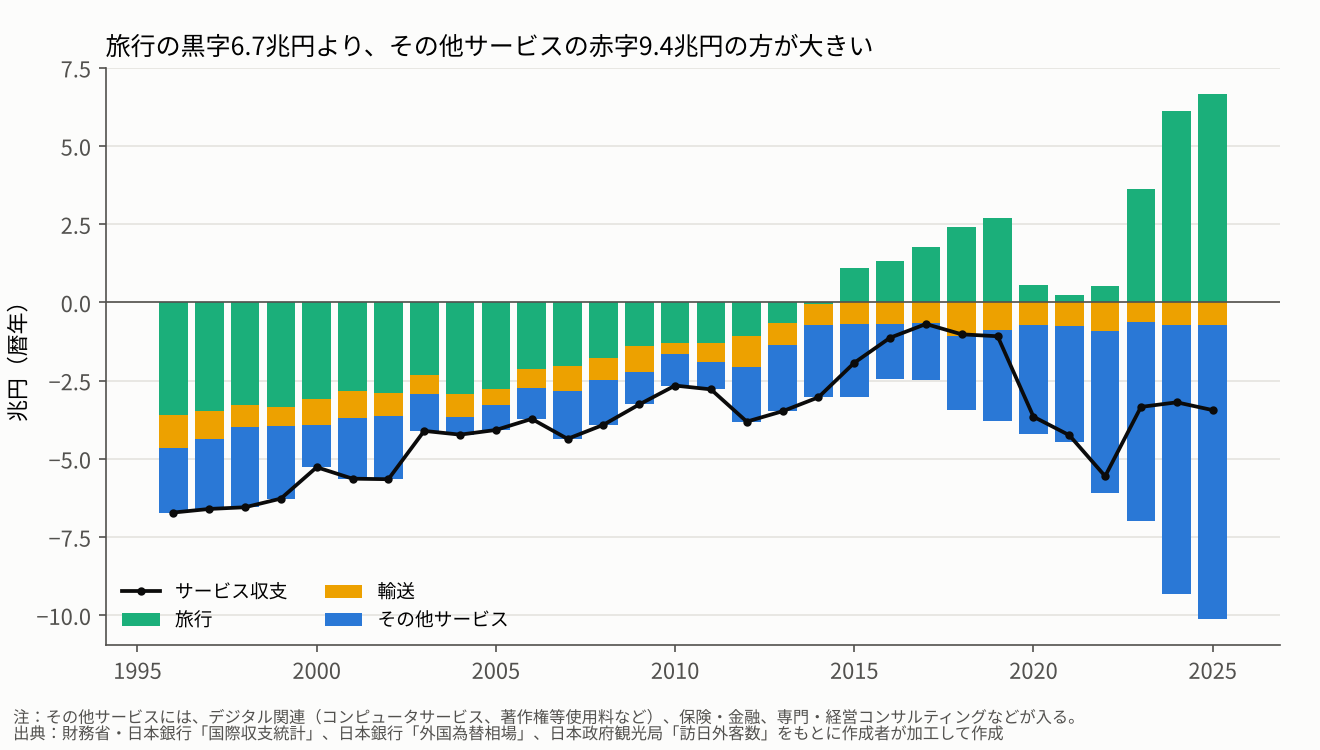 旅行の黒字6.7兆円より、その他サービスの赤字9.4兆円の方が大きい
兆円（暦年）
7.5
5.0
2.5
0.0
−2.5
−5.0
−7.5
−10.0
サービス収支
旅行
輸送
その他サービス
1995
2000
2005
2010
2015
2020
2025
注：その他サービスには、デジタル関連（コンピュータサービス、著作権等使用料など）、保険・金融、専門・経営コンサルティングなどが入る。
出典：財務省・日本銀行「国際収支統計」、日本銀行「外国為替相場」、日本政府観光局「訪日外客数」をもとに作成者が加工して作成